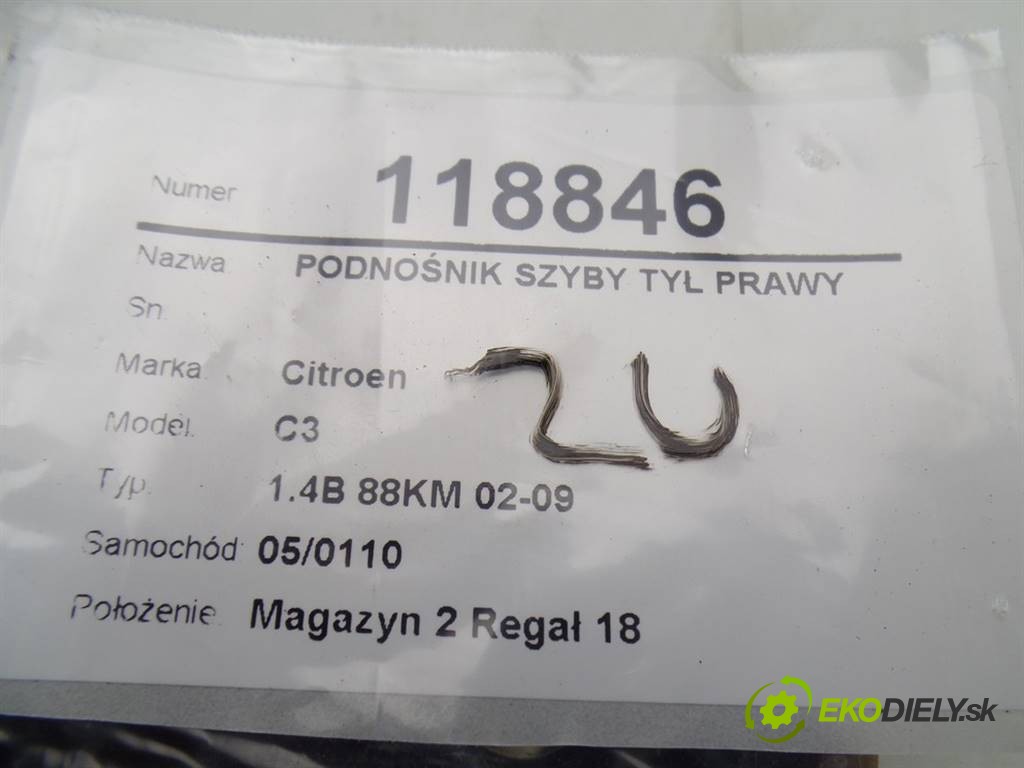 Numer 118846
Nazwa PODNOŚNIK SZYBY TYŁ PRAWY
Sn.
Marka Citroen
ZU
Model. C3
Typ. 1.4B 88KM 02-09
Samochód 05/0110
Położenie Magazyn 2 Regał 18
EKODIELY.sk